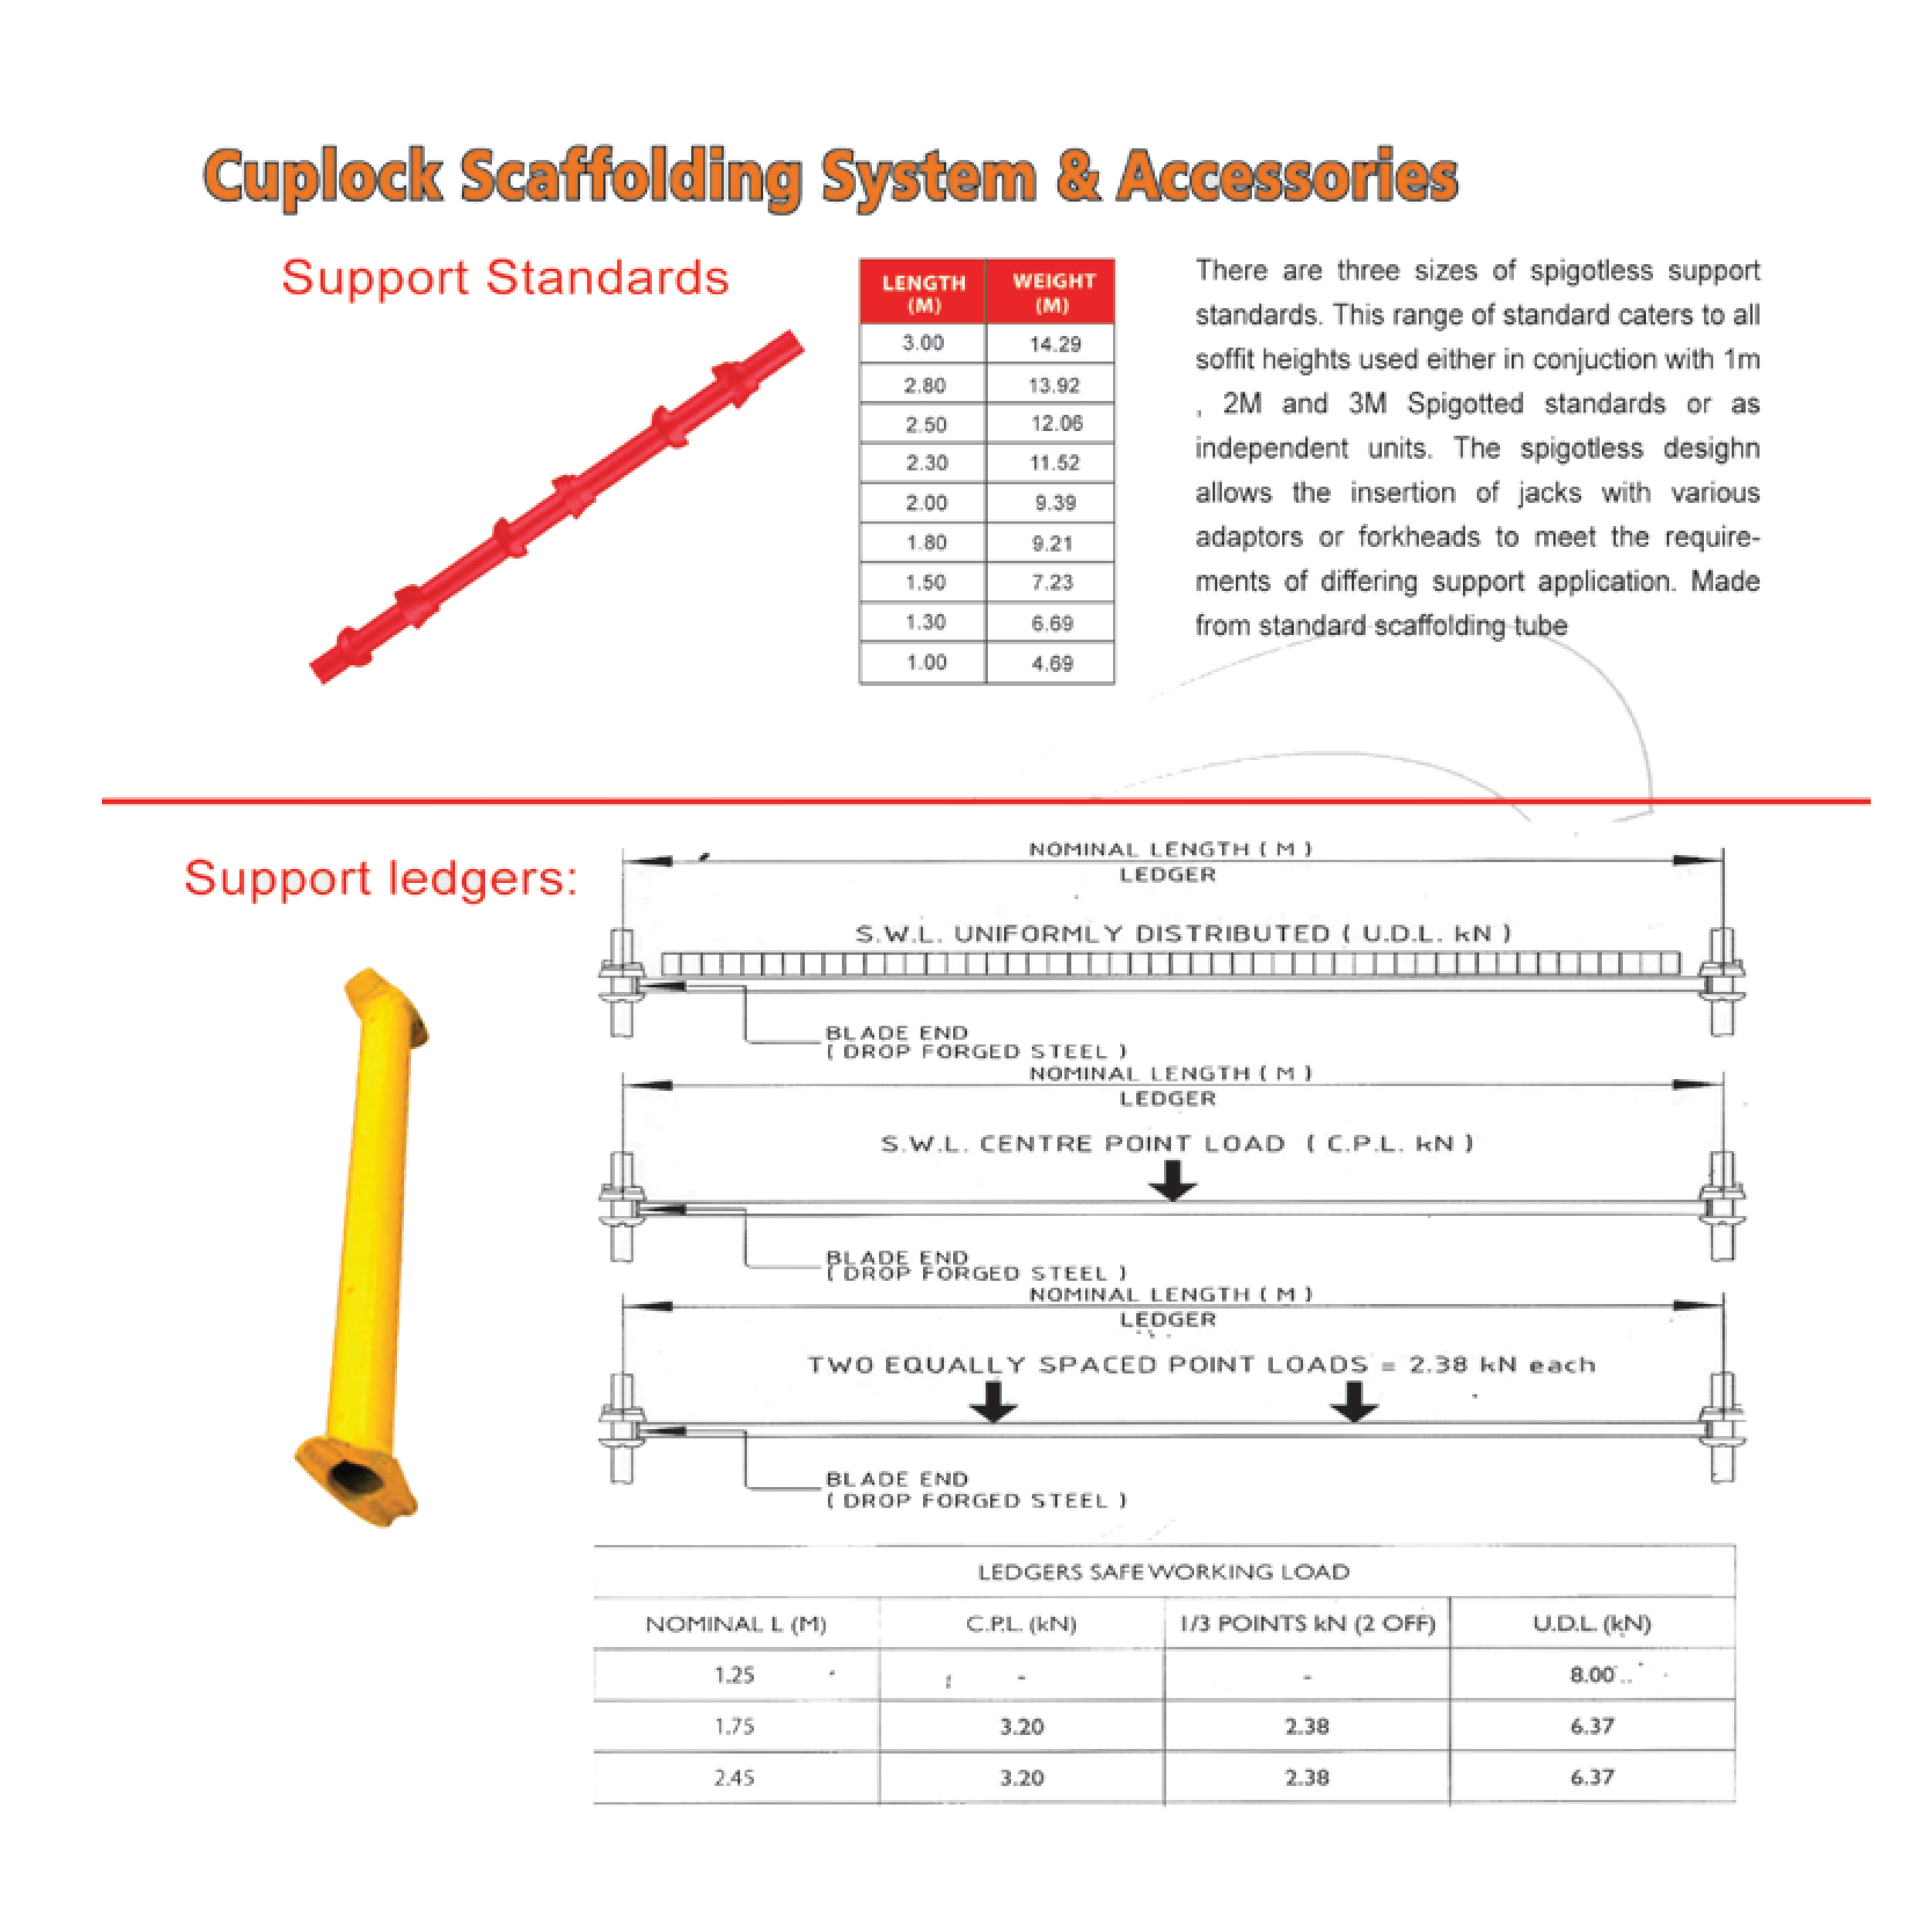 Cuplock Scaffolding System & Accessories
Support Standards
LENGTH (M) WEIGHT (M)
3.00 14.29
2.80 13.92
2.50 12.06
2.30 11.52
2.00 9.39
1.80 9.21
1.50 7.23
1.30 6.69
1.00 4.69
There are three sizes of spigotless support
standards. This range of standard caters to all
soffit heights used either in conjuction with 1m
, 2M and 3M Spigotted standards or as
independent units. The spigotless desighn
allows the insertion of jacks with various
adaptors or forkheads to meet the require-
ments of differing support application. Made
from standard scaffolding tube
Support ledgers:
NOMINAL LENGTH ( M )
LEDGER
S.W.L. UNIFORMLY DISTRIBUTED ( U.D.L. kN )
BLADE END
( DROP FORGED STEEL )
NOMINAL LENGTH ( M )
LEDGER
S.W.L. CENTRE POINT LOAD ( C.P.L. kN )
BLADE END
( DROP FORGED STEEL )
NOMINAL LENGTH ( M )
LEDGER
TWO EQUALLY SPACED POINT LOADS = 2.38 kN each
BLADE END
( DROP FORGED STEEL )
LEDGERS SAFE WORKING LOAD
NOMINAL L (M) C.P.L. (kN) 1/3 POINTS kN (2 OFF) U.D.L. (kN)
1.25 - - 8.00
1.75 3.20 2.38 6.37
2.45 3.20 2.38 6.37